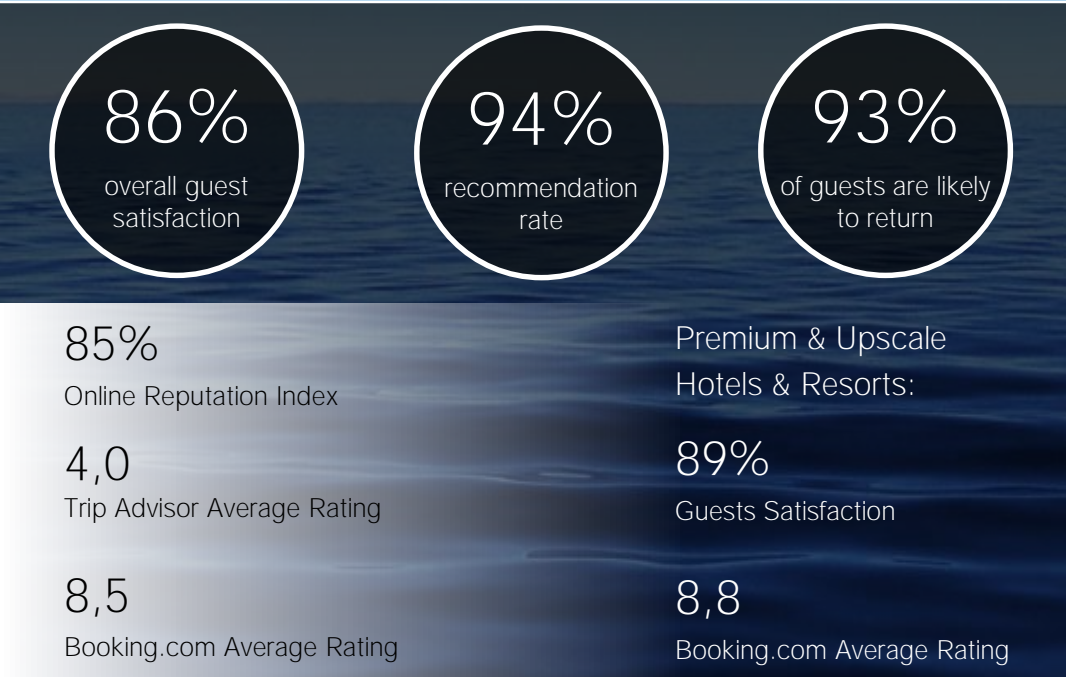 86%
overall guest
satisfaction
94%
recommendation
rate
93%
of guests are likely
to return
85%
Online Reputation Index
4,0
Trip Advisor Average Rating
8,5
Booking.com Average Rating
Premium & Upscale
Hotels & Resorts:
89%
Guests Satisfaction
8,8
Booking.com Average Rating